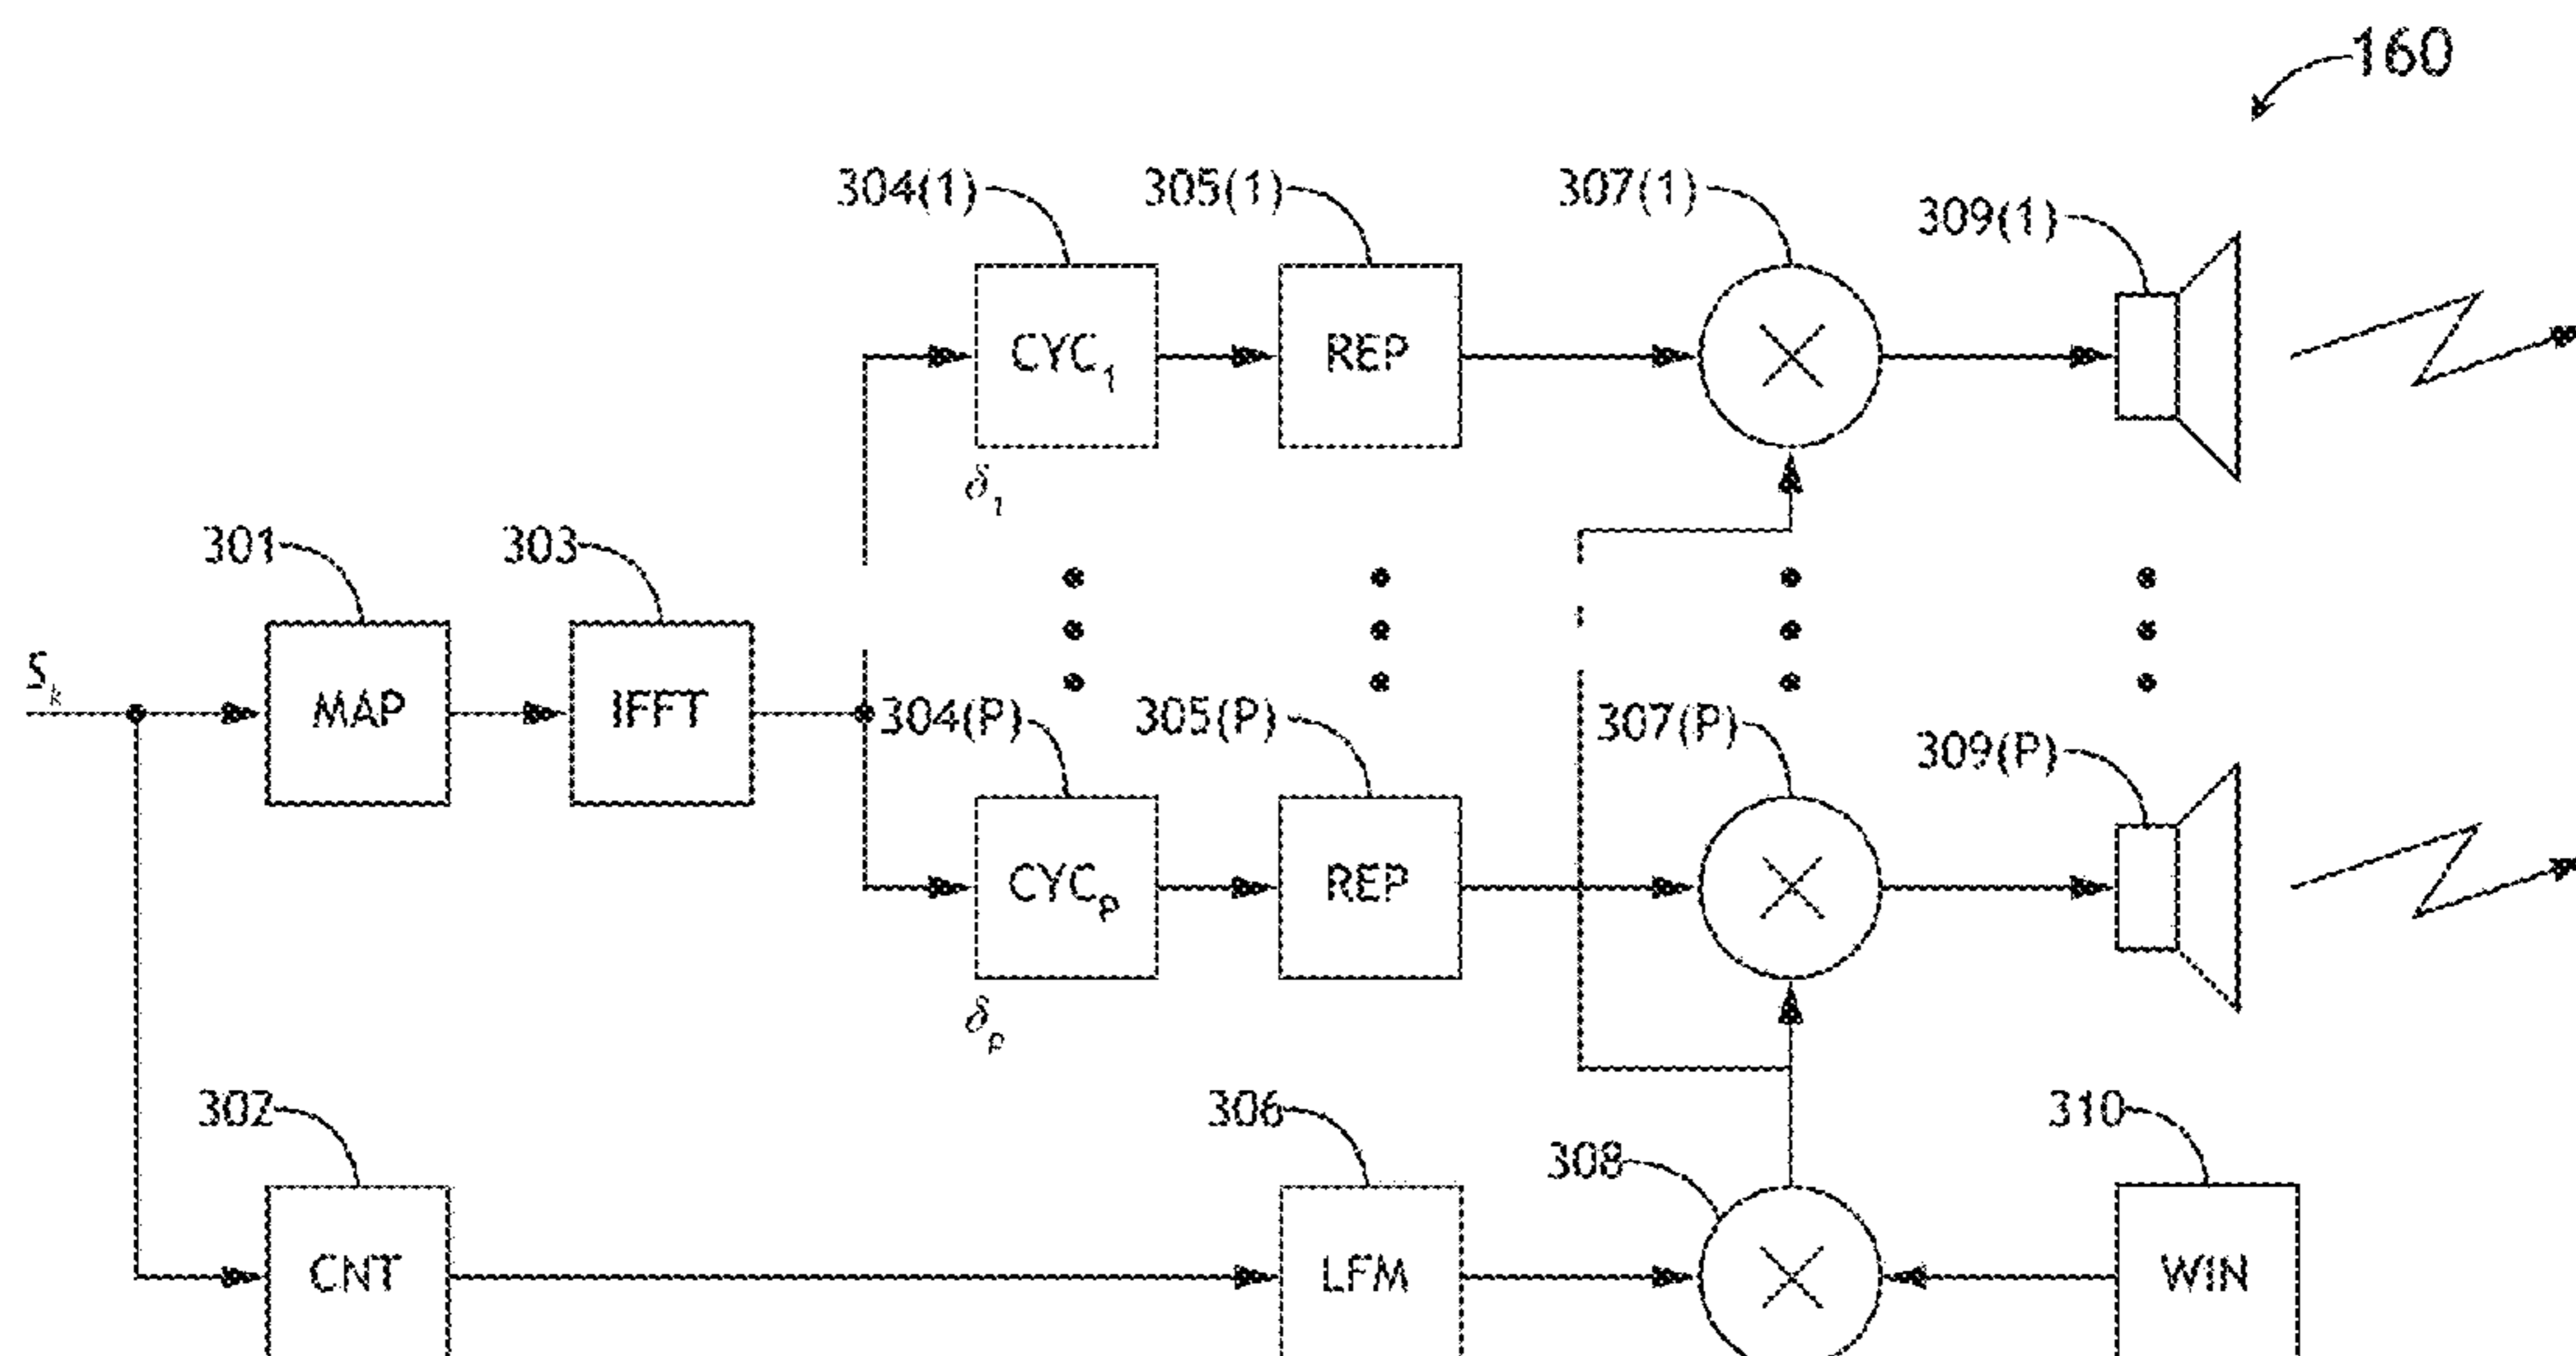 160
304(1) 305(1) 307(1) 309(1)
CYC1 REP
δ1
301 303
Sk MAP IFFT
304(P) 305(P) 307(P) 309(P)
CYCP REP
δP
302 306 308 310
CNT LFM WIN